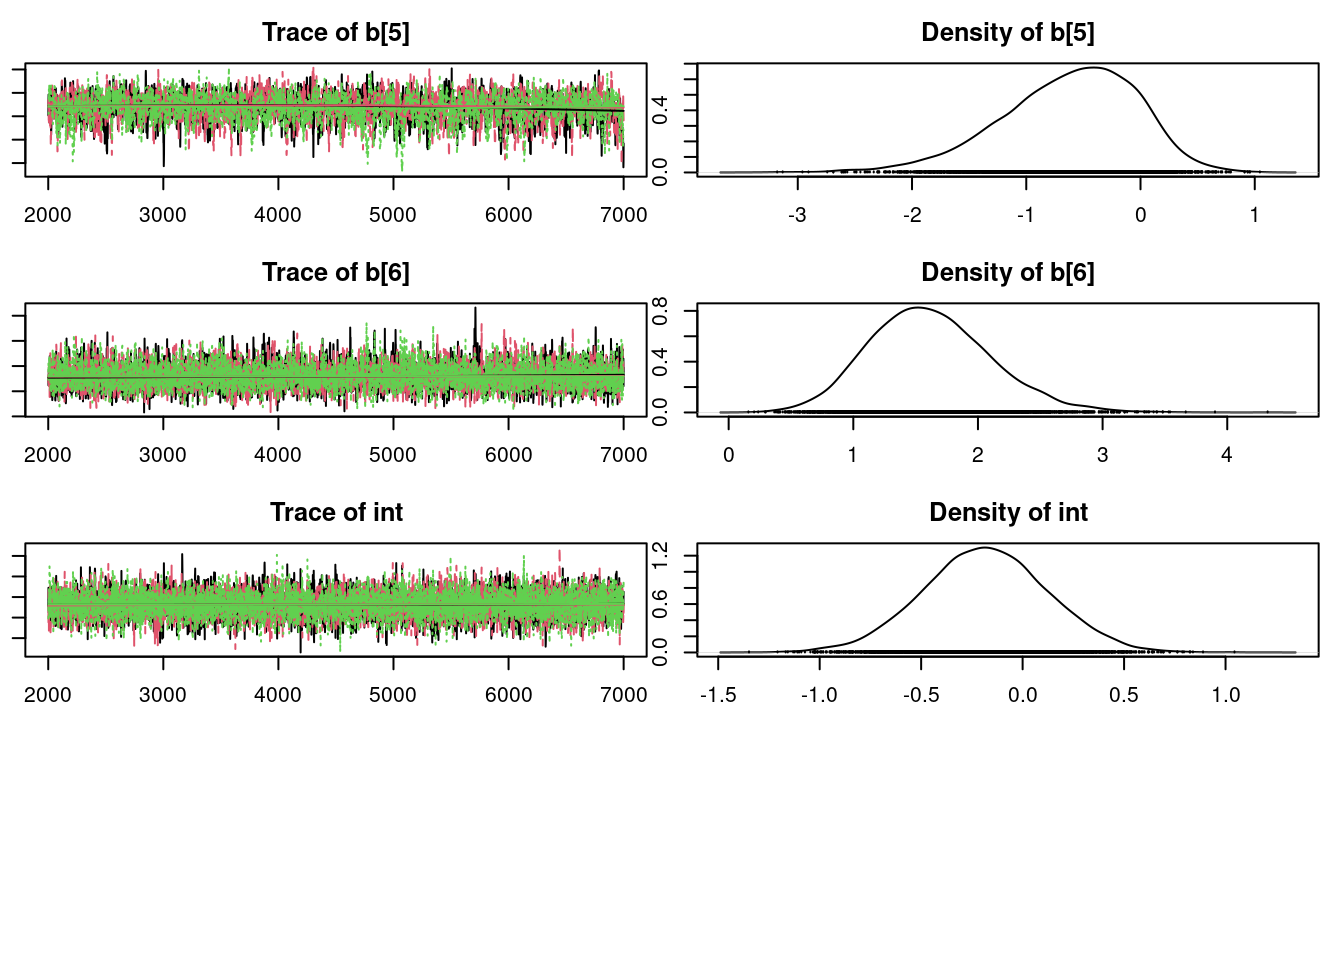 Trace of b[5]
2000 3000 4000 5000 6000 7000
Density of b[5]
0.0 0.4
-3 -2 -1 0 1
Trace of b[6]
2000 3000 4000 5000 6000 7000
Density of b[6]
0.0 0.4 0.8
0 1 2 3 4
Trace of int
2000 3000 4000 5000 6000 7000
Density of int
0.0 0.6 1.2
-1.5 -1.0 -0.5 0.0 0.5 1.0